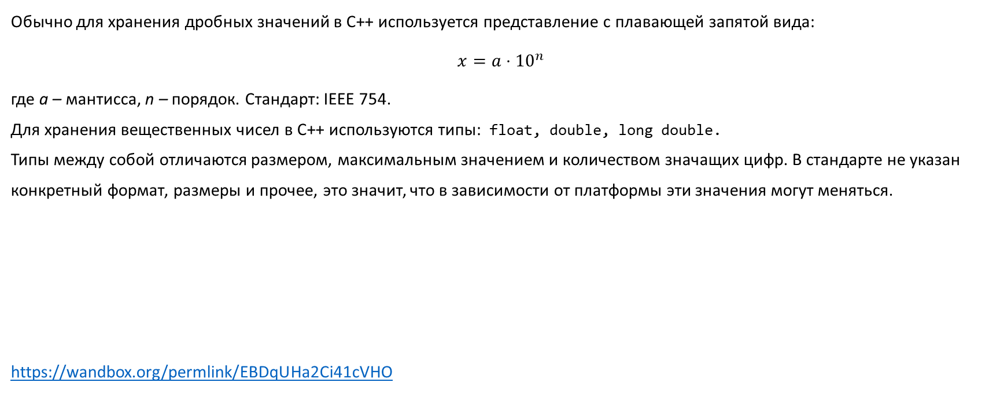 Обычно для хранения дробных значений в C++ используется представление с плавающей запятой вида:
x = a · 10ⁿ
где a – мантисса, n – порядок. Стандарт: IEEE 754.
Для хранения вещественных чисел в C++ используются типы: float, double, long double.
Типы между собой отличаются размером, максимальным значением и количеством значащих цифр. В стандарте не указан
конкретный формат, размеры и прочее, это значит, что в зависимости от платформы эти значения могут меняться.
https://wandbox.org/permlink/EBDqUHa2Ci41cVHO